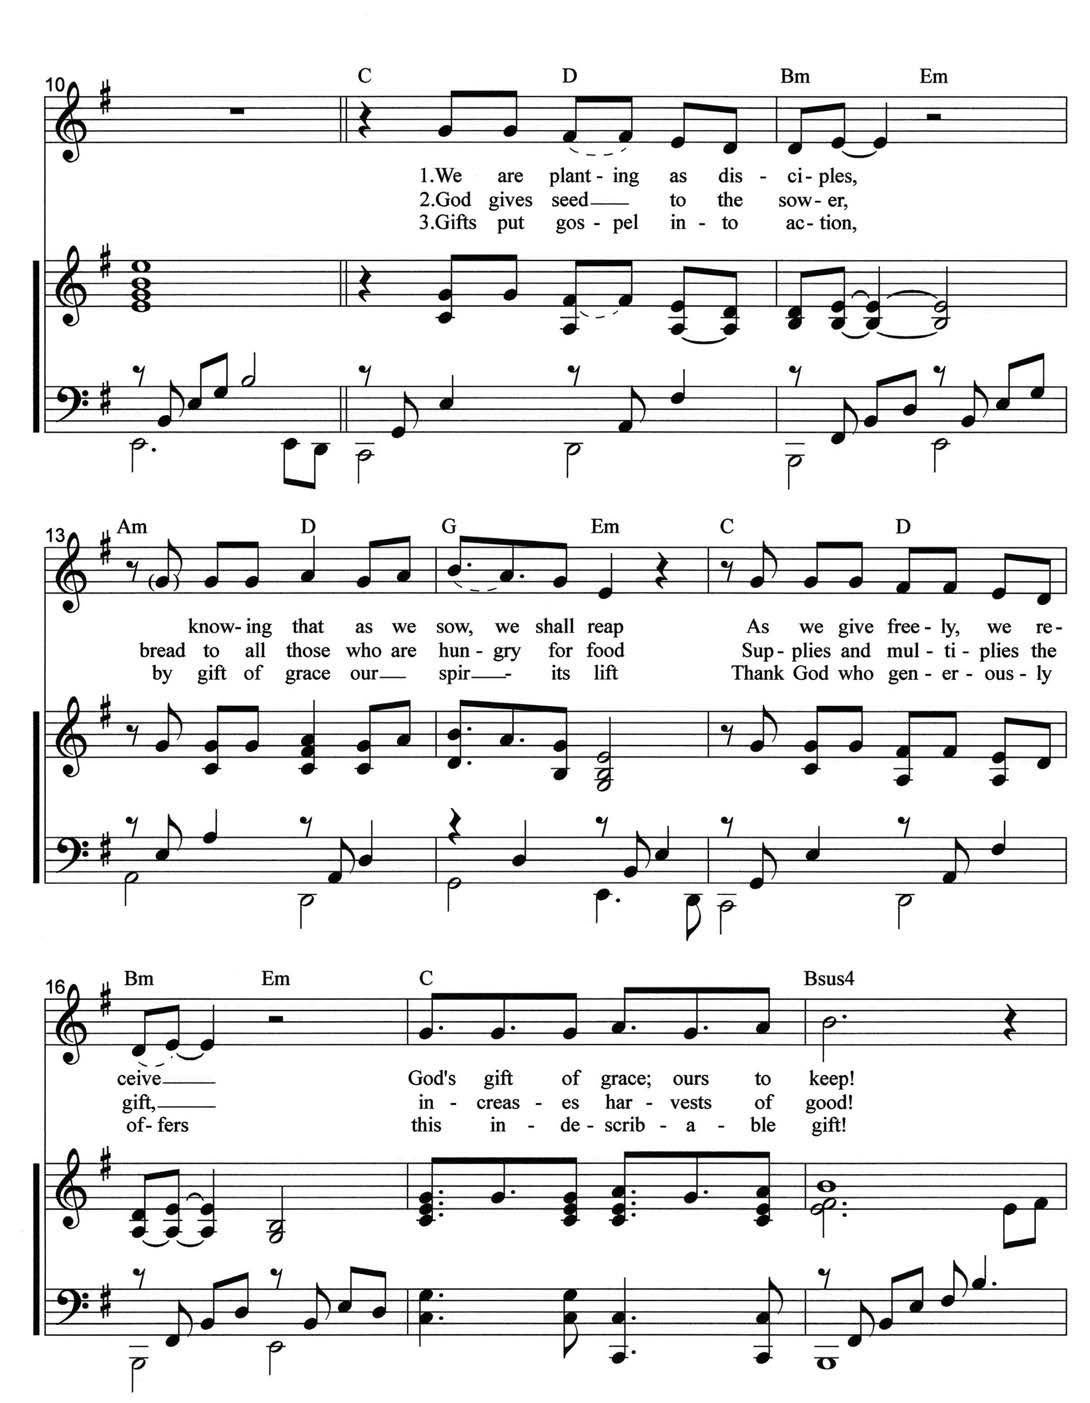 10
C D Bm Em
1.We are plant - ing as dis - ci - ples,
2.God gives seed to the sow - er,
3.Gifts put gos - pel in - to ac - tion,
13
Am D G Em C D
know - ing that as we sow, we shall reap As we give free - ly, we re -
bread to all those who are hun - gry for food Sup - plies and mul - ti - plies the
by gift of grace our spir - its lift Thank God who gen - er - ous - ly
16
Bm Em C Bsus4
ceive God's gift of grace; ours to keep!
gift, in - creas - es har - vests of good!
of - fers this in - de - scrib - a - ble gift!